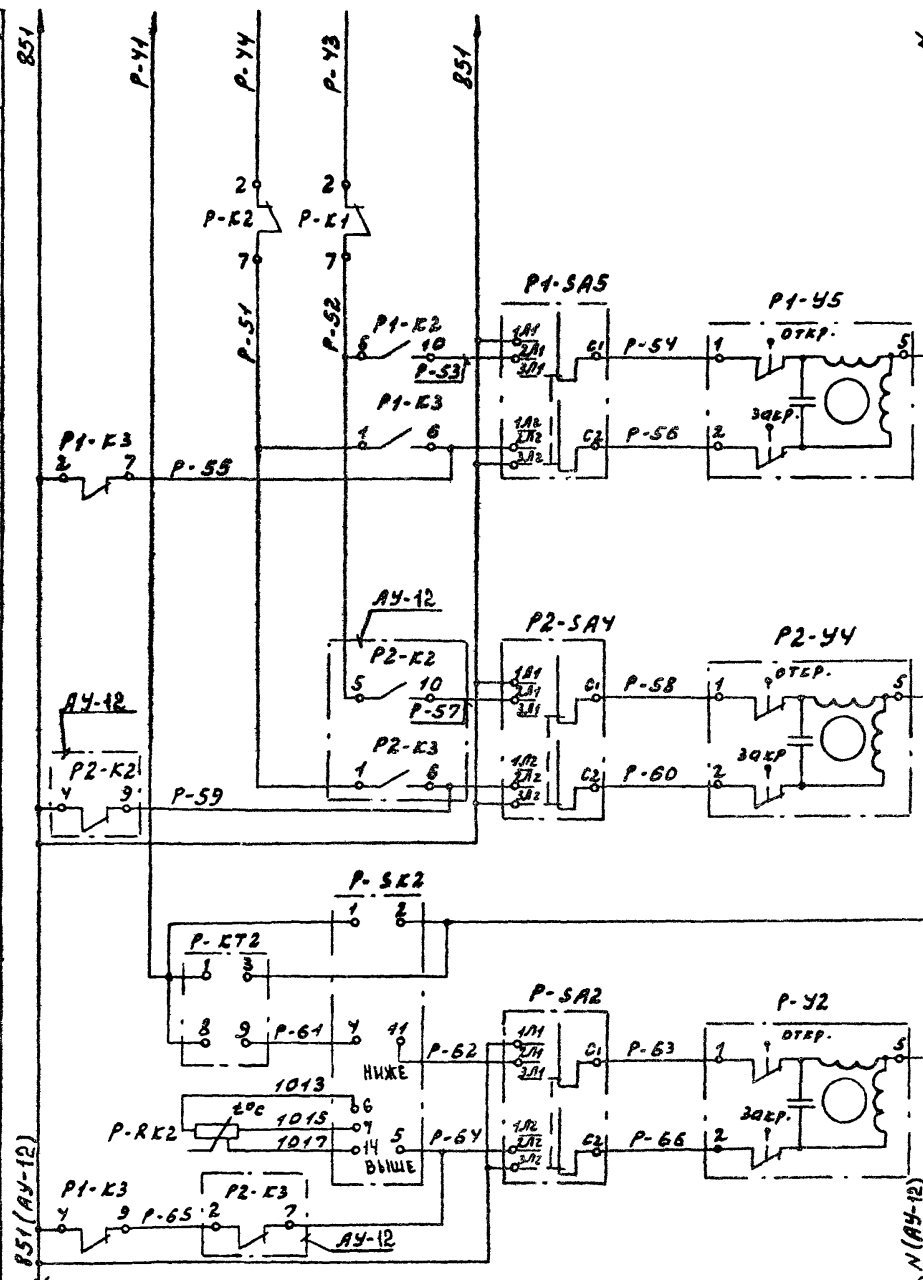 851
Р-У1
Р-У4
Р-У3
851
2
2
Р-К2
Р-К1
7
7
Р-51
Р-52
Р1-SA5
Р1-У5
Р1-К2
откр.
10
1Л1
2Л1
3Л1
С1
Р-54
1
5
Р-53
Р1-К3
закр.
Р1-К3
1
6
1Л2
2Л2
3Л2
С2
Р-56
2
2
7
Р-55
АУ-12
Р2-SA4
Р2-У4
Р2-К2
откр.
5
10
1Л1
2Л1
3Л1
С1
Р-58
1
5
Р-57
АУ-12
Р2-К3
закр
Р2-К2
1
6
1Л2
2Л2
3Л2
С2
Р-60
2
4
9
Р-59
Р-SK2
1
2
Р-КТ2
1
3
Р-SA2
Р-У2
откр.
8
9
Р-61
4
11
Р-62
1Л1
2Л1
3Л1
С1
Р-63
1
5
НИЖЕ
1013
6
закр.
Р-RK2
t°С
1015
7
1017
14
5
Р-64
1Л2
2Л2
3Л2
С2
Р-66
2
ВЫШЕ
Р1-К3
Р2-К3
4
9
Р-65
2
7
АУ-12
851 (АУ-12)
N (АУ-12)